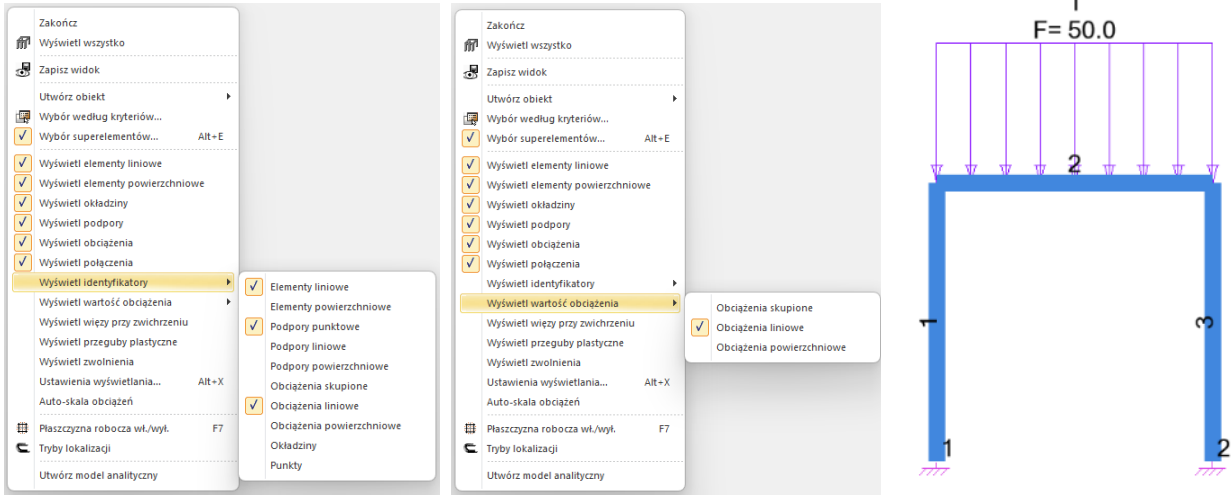 Zakończ
Wyświetl wszystko
Zapisz widok
Utwórz obiekt
Wybór według kryteriów...
Wybór superelementów... Alt+E
Wyświetl elementy liniowe
Wyświetl elementy powierzchniowe
Wyświetl okładziny
Wyświetl podpory
Wyświetl obciążenia
Wyświetl połączenia
Wyświetl identyfikatory
Wyświetl wartość obciążenia
Wyświetl więzy przy zwichrzeniu
Wyświetl przeguby plastyczne
Wyświetl zwolnienia
Ustawienia wyświetlania... Alt+X
Auto-skala obciążeń
Płaszczyzna robocza wł./wył. F7
Tryby lokalizacji
Utwórz model analityczny
Elementy liniowe
Elementy powierzchniowe
Podpory punktowe
Podpory liniowe
Podpory powierzchniowe
Obciążenia skupione
Obciążenia liniowe
Obciążenia powierzchniowe
Okładziny
Punkty
Zakończ
Wyświetl wszystko
Zapisz widok
Utwórz obiekt
Wybór według kryteriów...
Wybór superelementów... Alt+E
Wyświetl elementy liniowe
Wyświetl elementy powierzchniowe
Wyświetl okładziny
Wyświetl podpory
Wyświetl obciążenia
Wyświetl połączenia
Wyświetl identyfikatory
Wyświetl wartość obciążenia
Wyświetl więzy przy zwichrzeniu
Wyświetl przeguby plastyczne
Wyświetl zwolnienia
Ustawienia wyświetlania... Alt+X
Auto-skala obciążeń
Płaszczyzna robocza wł./wył. F7
Tryby lokalizacji
Utwórz model analityczny
Obciążenia skupione
Obciążenia liniowe
Obciążenia powierzchniowe
F= 50.0
2
1
3
1
2